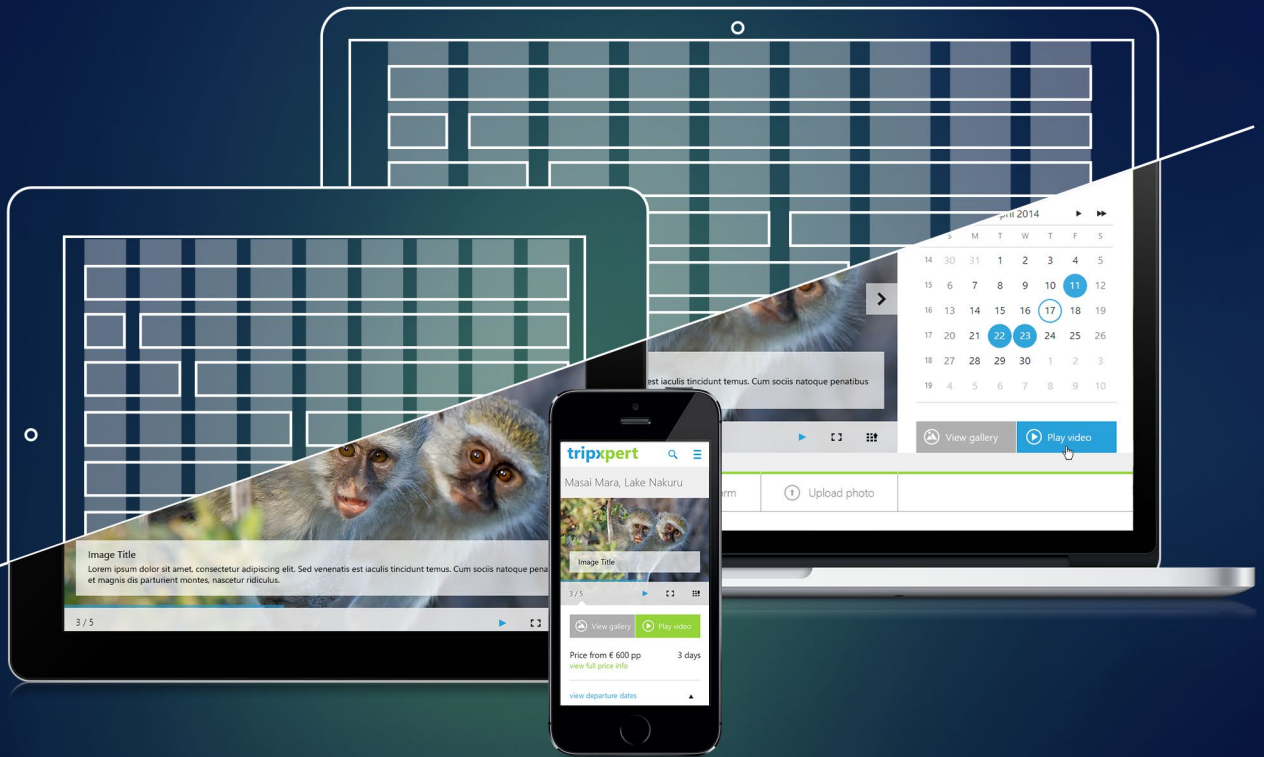 2014
S M T W T F S
14 30 31 1 2 3 4 5
15 6 7 8 9 10 11 12
16 13 14 15 16 17 18 19
17 20 21 22 23 24 25 26
18 27 28 29 30 1 2 3
19 4 5 6 7 8 9 10
est iaculis tincidunt temus. Cum sociis natoque penatibus
View gallery
Play video
Upload photo
Image Title
Lorem ipsum dolor sit amet, consectetur adipiscing elit. Sed venenatis est iaculis tincidunt temus. Cum sociis natoque
et magnis dis parturient montes, nascetur ridiculus.
3 / 5
tripxpert
Masai Mara, Lake Nakuru
Image Title
3 / 5
View gallery
Play video
Price from € 600 pp 3 days
view full price info
view departure dates